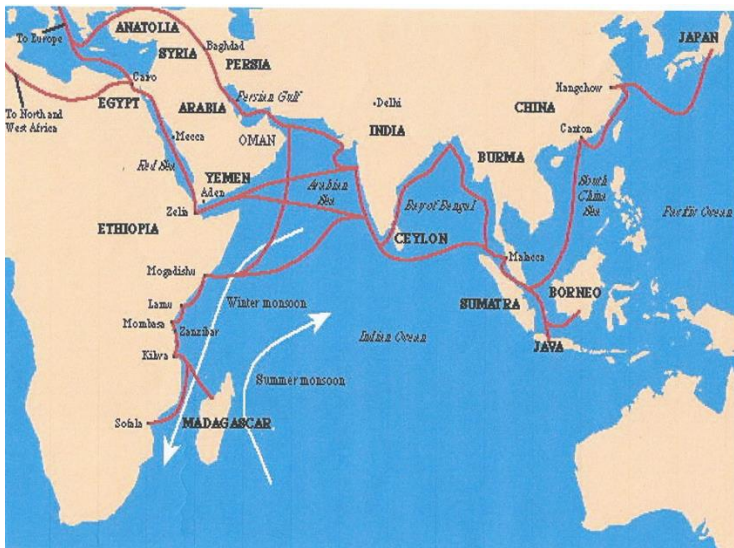 JAPAN
ANATOLIA
To Europe
SYRIA
Baghdad
PERSIA
Cairo
Hangchow
Persian Gulf
EGYPT
ARABIA
Delhi
CHINA
To North and
West Africa
Mecca
OMAN
INDIA
Canton
Red Sea
BURMA
YEMEN
Aden
Arabian
Sea
South
China
Sea
Zeila
Bay of Bengal
Pacific Ocean
ETHIOPIA
CEYLON
Malacca
Mogadishu
BORNEO
Lamu
Winter monsoon
SUMATRA
Mombasa
Zanzibar
Indian Ocean
JAVA
Kilwa
Summer monsoon
Sofala
MADAGASCAR